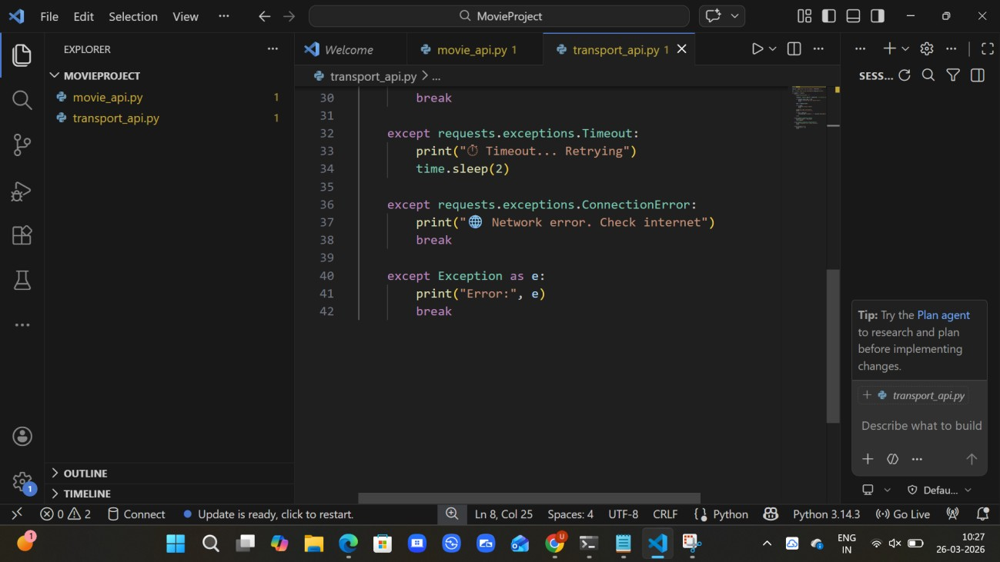 File Edit Selection View ··· MovieProject
EXPLORER ···
Welcome movie_api.py 1 transport_api.py 1
MOVIEPROJECT
movie_api.py 1
transport_api.py 1
transport_api.py > ...
30 break
31
32 except requests.exceptions.Timeout:
33 print("⏱ Timeout... Retrying")
34 time.sleep(2)
35
36 except requests.exceptions.ConnectionError:
37 print("🌐 Network error. Check internet")
38 break
39
40 except Exception as e:
41 print("Error:", e)
42 break
SESS...
Tip: Try the Plan agent
to research and plan
before implementing
changes.
transport_api.py
Describe what to build
Defau...
OUTLINE
TIMELINE
1
0 2 Connect Update is ready, click to restart. Ln 8, Col 25 Spaces: 4 UTF-8 CRLF Python Python 3.14.3 Go Live
1
U
ENG
IN
10:27
26-03-2026